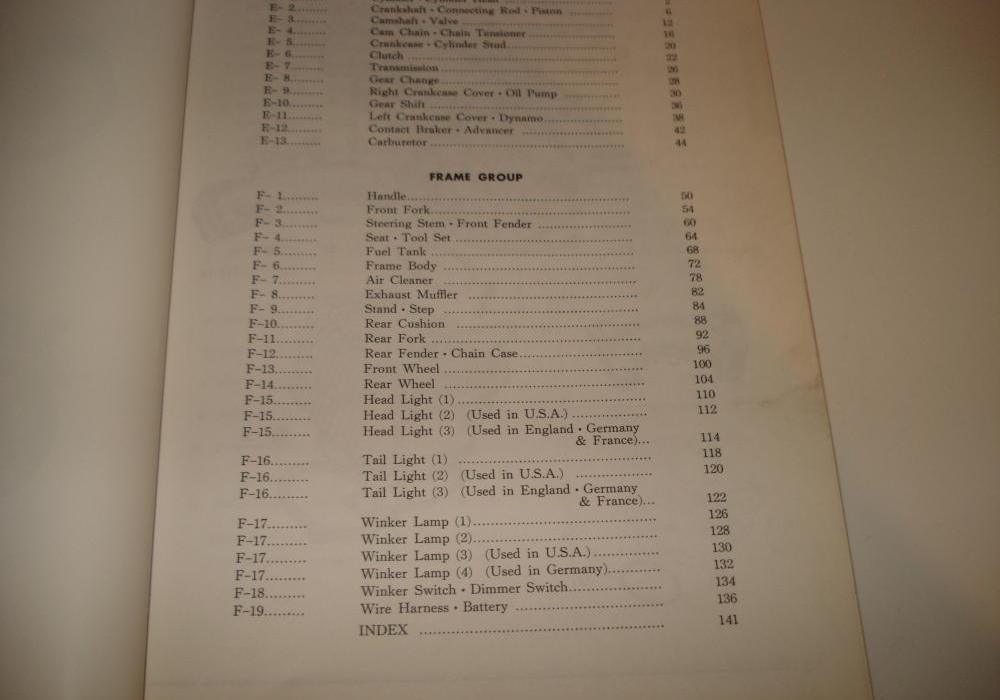 E- 2......... Crankshaft · Connecting Rod · Piston ............ 6
E- 3......... Camshaft · Valve ............ 12
E- 4......... Cam Chain · Chain Tensioner ............ 16
E- 5......... Crankcase · Cylinder Stud............ 20
E- 6......... Clutch ............ 22
E- 7......... Transmission ............ 26
E- 8......... Gear Change ............ 28
E- 9......... Right Crankcase Cover · Oil Pump ............ 30
E-10......... Gear Shift ............ 36
E-11......... Left Crankcase Cover · Dynamo............ 38
E-12......... Contact Braker · Advancer ............ 42
E-13......... Carburetor ............ 44
FRAME GROUP
F- 1......... Handle............ 50
F- 2......... Front Fork............ 54
F- 3......... Steering Stem · Front Fender ............ 60
F- 4......... Seat · Tool Set ............ 64
F- 5......... Fuel Tank ............ 68
F- 6......... Frame Body ............ 72
F- 7......... Air Cleaner ............ 78
F- 8......... Exhaust Muffler ............ 82
F- 9......... Stand · Step ............ 84
F-10......... Rear Cushion ............ 88
F-11......... Rear Fork ............ 92
F-12......... Rear Fender · Chain Case............ 96
F-13......... Front Wheel ............ 100
F-14......... Rear Wheel ............ 104
F-15......... Head Light (1)............ 110
F-15......... Head Light (2) (Used in U.S.A.)............ 112
F-15......... Head Light (3) (Used in England · Germany
& France)... 114
F-16......... Tail Light (1) ............ 118
F-16......... Tail Light (2) (Used in U.S.A.) ............ 120
F-16......... Tail Light (3) (Used in England · Germany
& France)... 122
F-17......... Winker Lamp (1)............ 126
F-17......... Winker Lamp (2)............ 128
F-17......... Winker Lamp (3) (Used in U.S.A.)............ 130
F-17......... Winker Lamp (4) (Used in Germany)............ 132
F-18......... Winker Switch · Dimmer Switch............ 134
F-19......... Wire Harness · Battery ............ 136
INDEX ............ 141